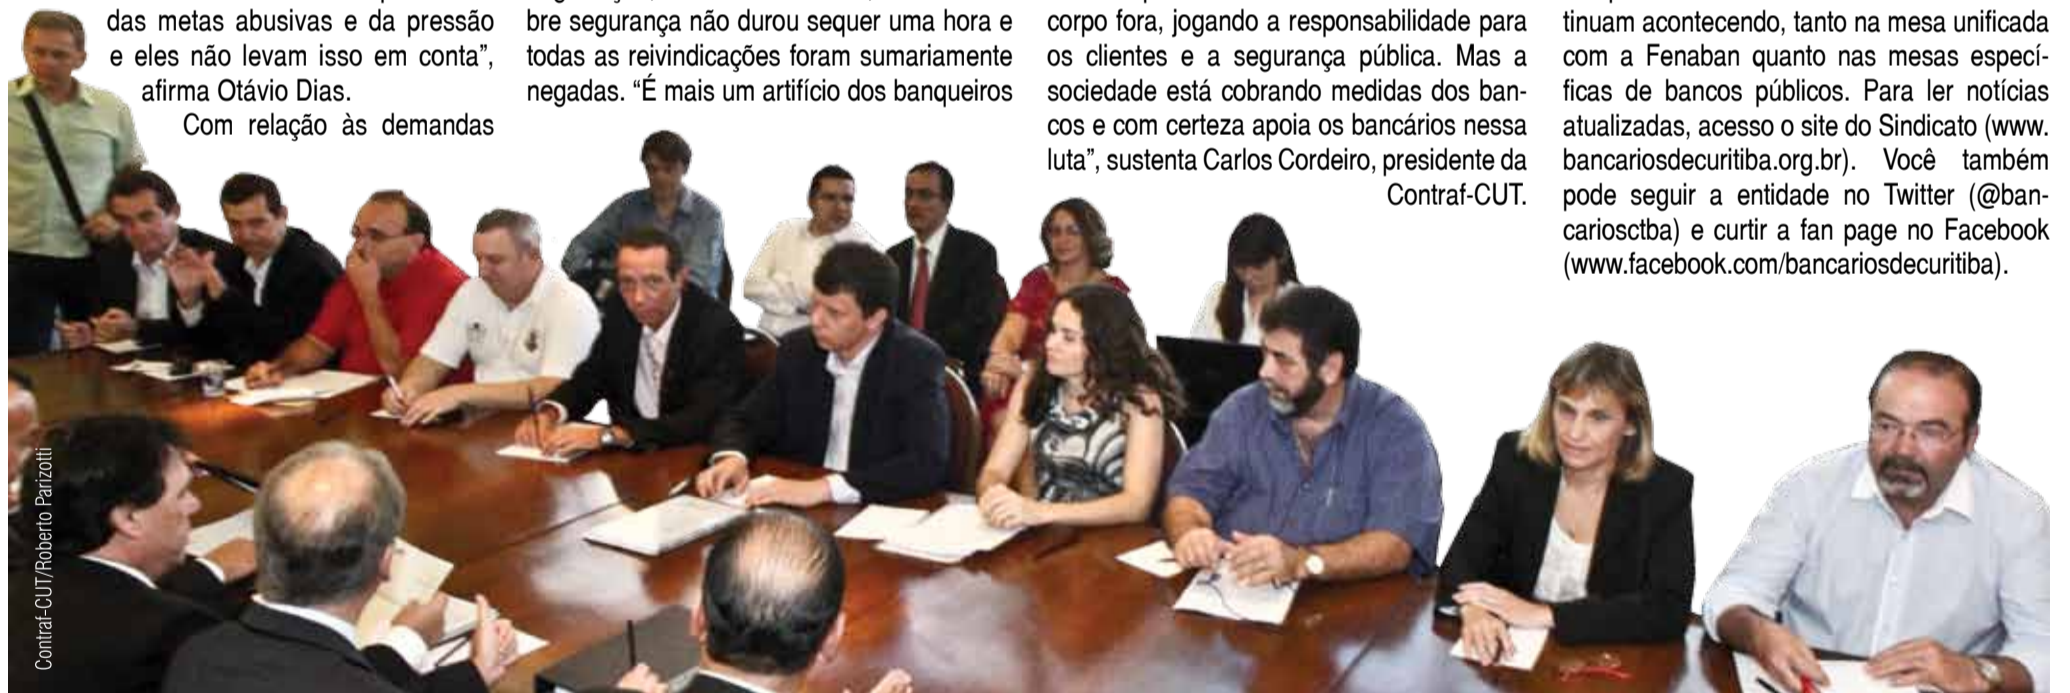 das metas abusivas e da pressão
e eles não levam isso em conta”,
afirma Otávio Dias.
Com relação às demandas
bre segurança não durou sequer uma hora e
todas as reivindicações foram sumariamente
negadas. “É mais um artifício dos banqueiros
corpo fora, jogando a responsabilidade para
os clientes e a segurança pública. Mas a
sociedade está cobrando medidas dos ban-
cos e com certeza apoia os bancários nessa
luta”, sustenta Carlos Cordeiro, presidente da
Contraf-CUT.
tinuam acontecendo, tanto na mesa unificada
com a Fenaban quanto nas mesas especí-
ficas de bancos públicos. Para ler notícias
atualizadas, acesso o site do Sindicato (www.
bancariosdecuritiba.org.br). Você também
pode seguir a entidade no Twitter (@ban-
cariosctba) e curtir a fan page no Facebook
(www.facebook.com/bancariosdecuritiba).
Contraf-CUT/Roberto Parizotti